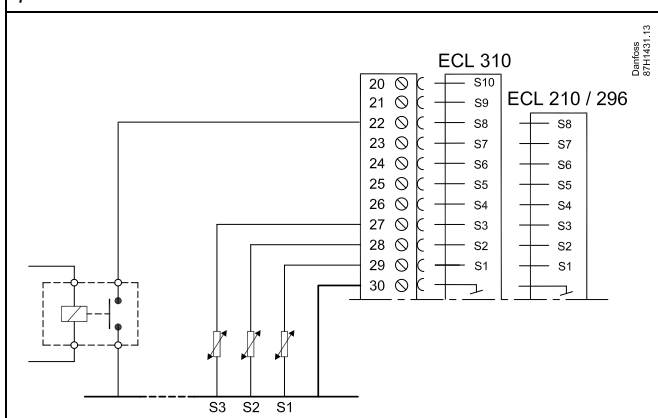 Danfoss
87H1431.13
ECL 310
ECL 210 / 296
20 S10
21 S9
22 S8 S8
23 S7 S7
24 S6 S6
25 S5 S5
26 S4 S4
27 S3 S3
28 S2 S2
29 S1 S1
30
S3 S2 S1